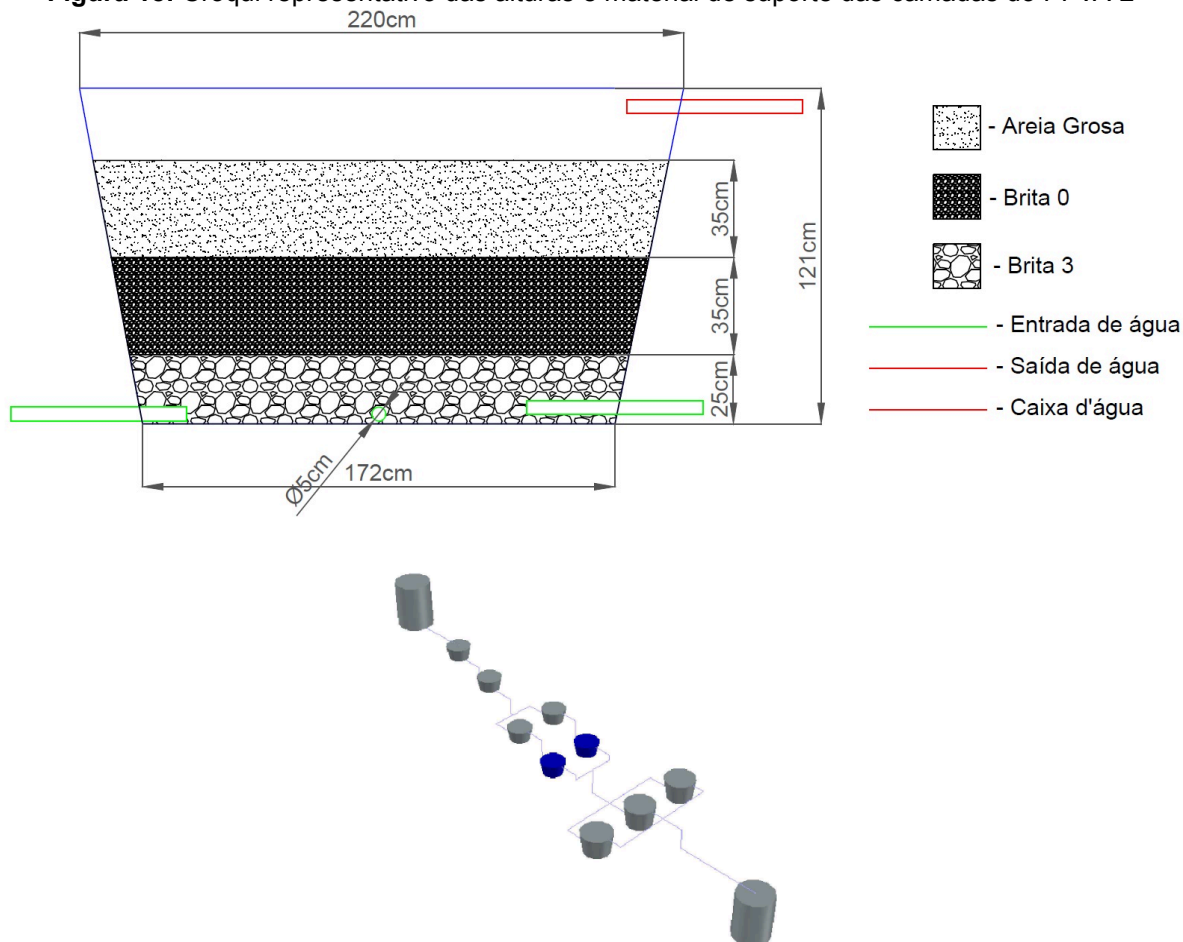 220cm
- Areia Grosa
- Brita 0
- Brita 3
- Entrada de água
- Saída de água
- Caixa d'água
35cm
35cm
25cm
121cm
Ø5cm
172cm